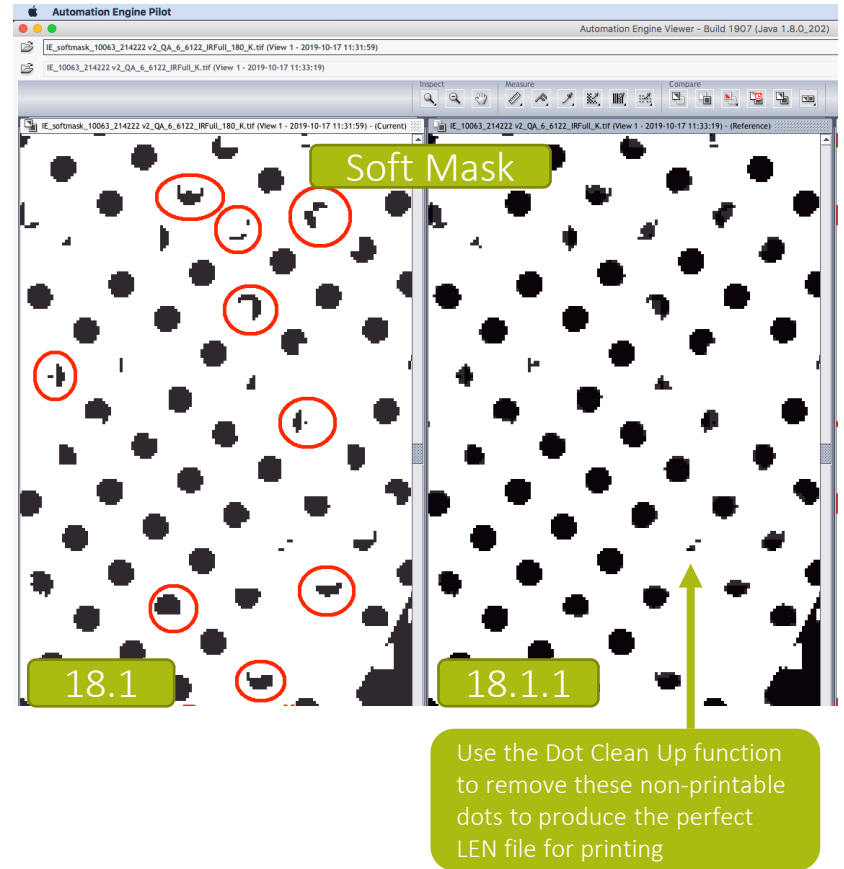 Automation Engine Pilot
Automation Engine Viewer - Build 1907 (Java 1.8.0_202)
IE_softmask_10063_214222 v2_QA_6_6122_IRFull_180_K.tif (View 1 - 2019-10-17 11:31:59)
IE_10063_214222 v2_QA_6_6122_IRFull_K.tif (View 1 - 2019-10-17 11:33:19)
Inspect Measure Compare
IE_softmask_10063_214222 v2_QA_6_6122_IRFull_180_K.tif (View 1 - 2019-10-17 11:31:59) - (Current)
IE_10063_214222 v2_QA_6_6122_IRFull_K.tif (View 1 - 2019-10-17 11:33:19) - (Reference)
Soft Mask
18.1
18.1.1
Use the Dot Clean Up function
to remove these non-printable
dots to produce the perfect
LEN file for printing